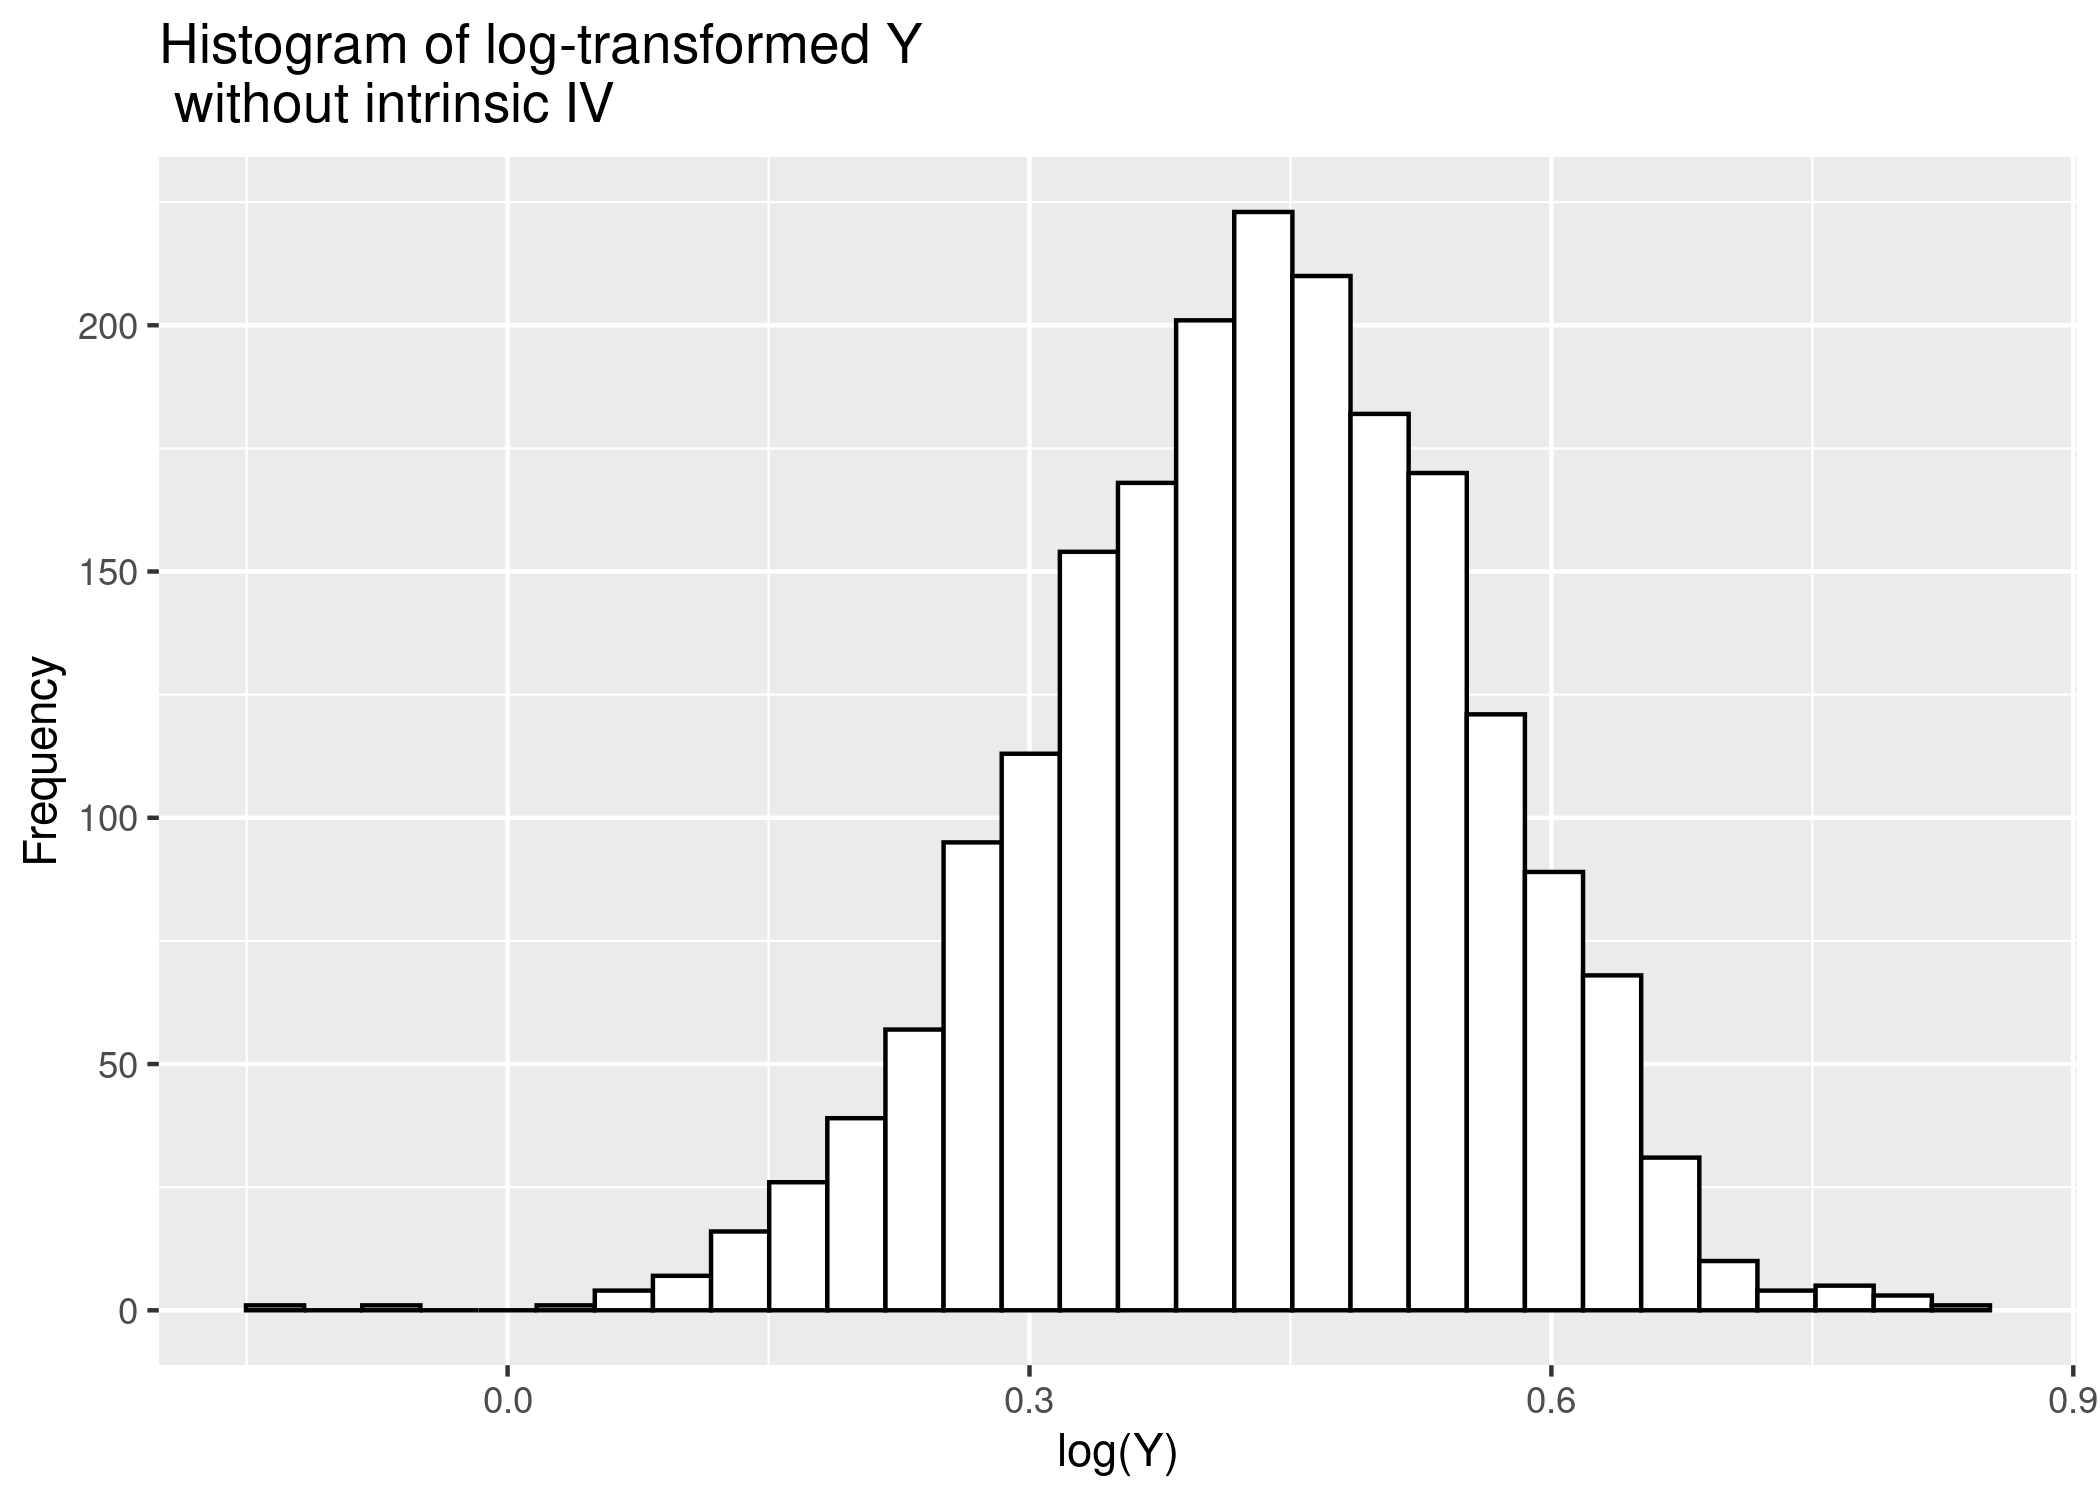 Histogram of log-transformed Y
without intrinsic IV
Frequency
200
150
100
50
0
0.0
0.3
0.6
0.9
log(Y)